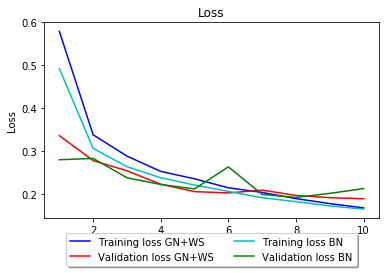 Loss
0.6
0.5
0.4
0.3
0.2
Loss
2 4 6 8 10
Training loss GN+WS Training loss BN
Validation loss GN+WS Validation loss BN